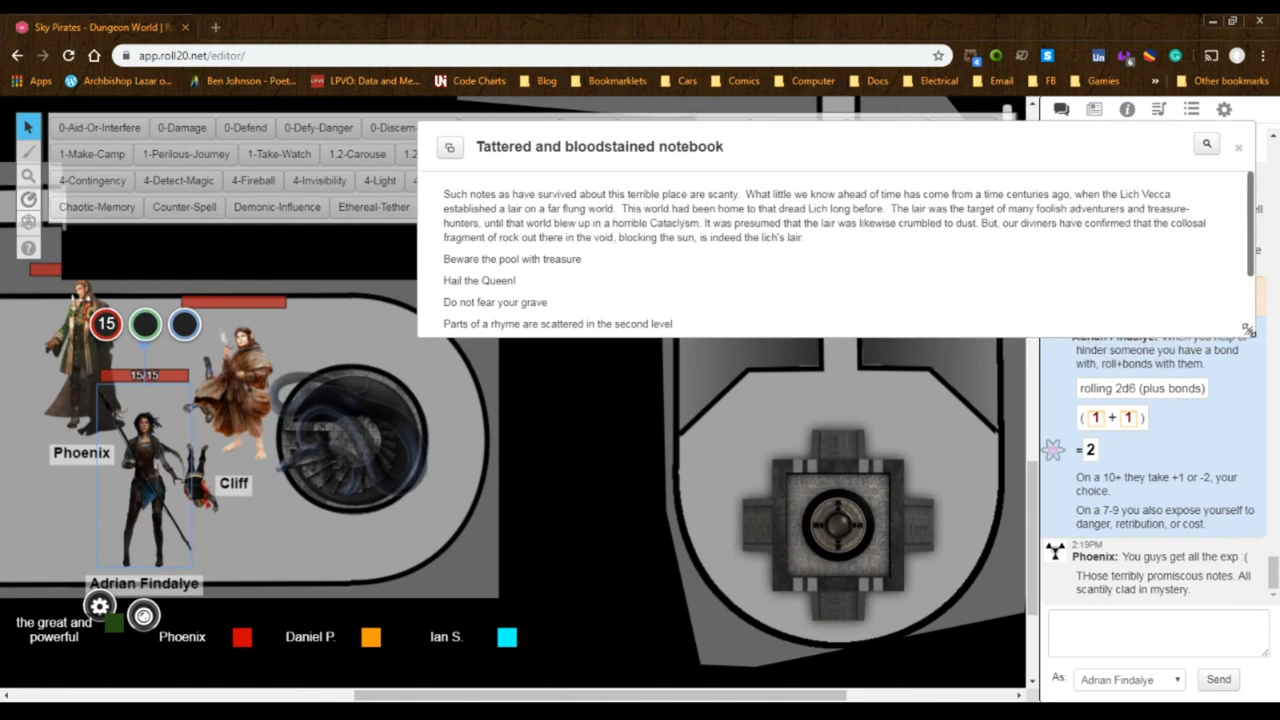 Sky Pirates - Dungeon World | Ro
app.roll20.net/editor/
Apps
Archbishop Lazar o...
Ben Johnson - Poet...
LPVO: Data and Me...
Code Charts
Blog
Bookmarklets
Cars
Comics
Computer
Docs
Electrical
Email
FB
Games
»
Other bookmarks
0-Aid-Or-Interfere
0-Damage
0-Defend
0-Defy-Danger
0-Discern-
1-Make-Camp
1-Perilous-Journey
1-Take-Watch
1.2-Carouse
1.2
4-Contingency
4-Detect-Magic
4-Fireball
4-Invisibility
4-Light
Chaotic-Memory
Counter-Spell
Demonic-Influence
Ethereal-Tether
Tattered and bloodstained notebook
Such notes as have survived about this terrible place are scanty. What little we know ahead of time has come from a time centuries ago, when the Lich Vecca
established a lair on a far flung world. This world had been home to that dread Lich long before. The lair was the target of many foolish adventurers and treasure-
hunters, until that world blew up in a horrible Cataclysm. It was presumed that the lair was likewise crumbled to dust. But, our diviners have confirmed that the collosal
fragment of rock out there in the void, blocking the sun, is indeed the lich's lair.
Beware the pool with treasure
Hail the Queen!
Do not fear your grave
Parts of a rhyme are scattered in the second level
15
15/15
Phoenix
Cliff
Adrian Findalye
the great and
powerful
Phoenix
Daniel P.
Ian S.
Adrian Findalye: When you help or
hinder someone you have a bond
with, roll+bonds with them.
rolling 2d6 (plus bonds)
( 1 + 1 )
= 2
On a 10+ they take +1 or -2, your
choice.
On a 7-9 you also expose yourself to
danger, retribution, or cost.
2:19PM
Phoenix: You guys get all the exp :(
THose terribly promiscous notes. All
scantily clad in mystery.
As:
Adrian Findalye
Send